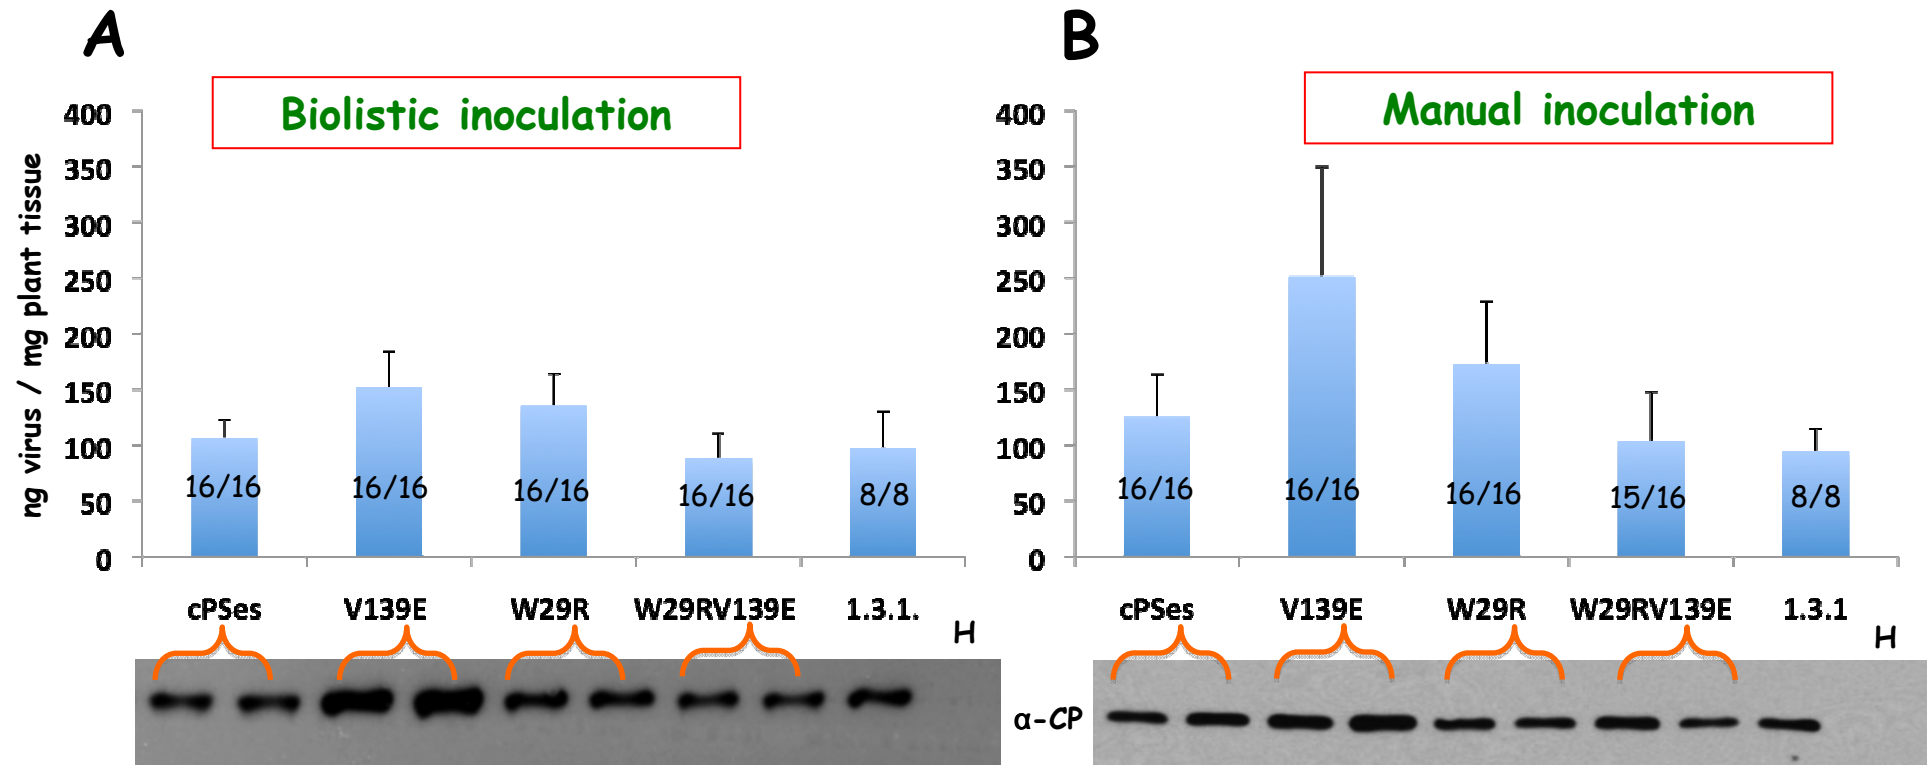 A
Biolistic inoculation
ng virus / mg plant tissue
400
350
300
250
200
150
100
50
0
16/16
16/16
16/16
16/16
8/8
cPSes
V139E
W29R
W29RV139E
1.3.1.
H
B
Manual inoculation
400
350
300
250
200
150
100
50
0
16/16
16/16
16/16
15/16
8/8
cPSes
V139E
W29R
W29RV139E
1.3.1
H
α-CP